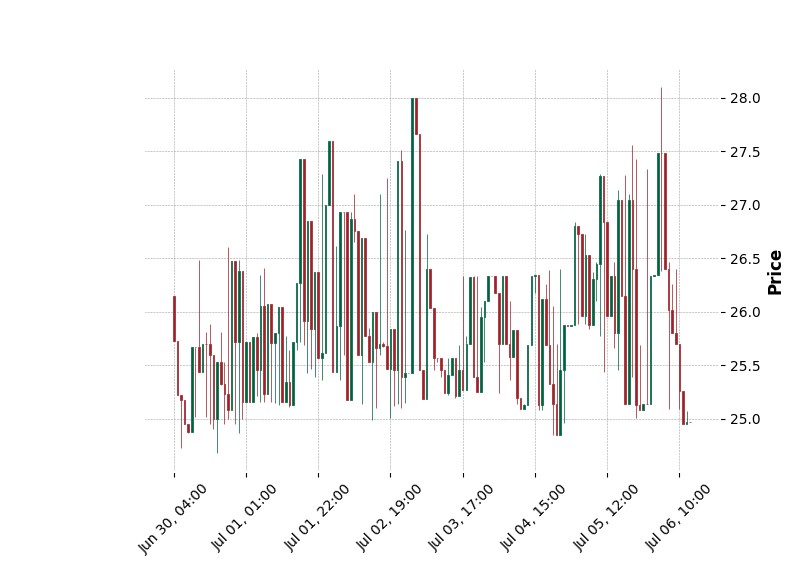 28.0
27.5
27.0
26.5
26.0
25.5
25.0
Price
Jun 30, 04:00
Jul 01, 01:00
Jul 01, 22:00
Jul 02, 19:00
Jul 03, 17:00
Jul 04, 15:00
Jul 05, 12:00
Jul 06, 10:00